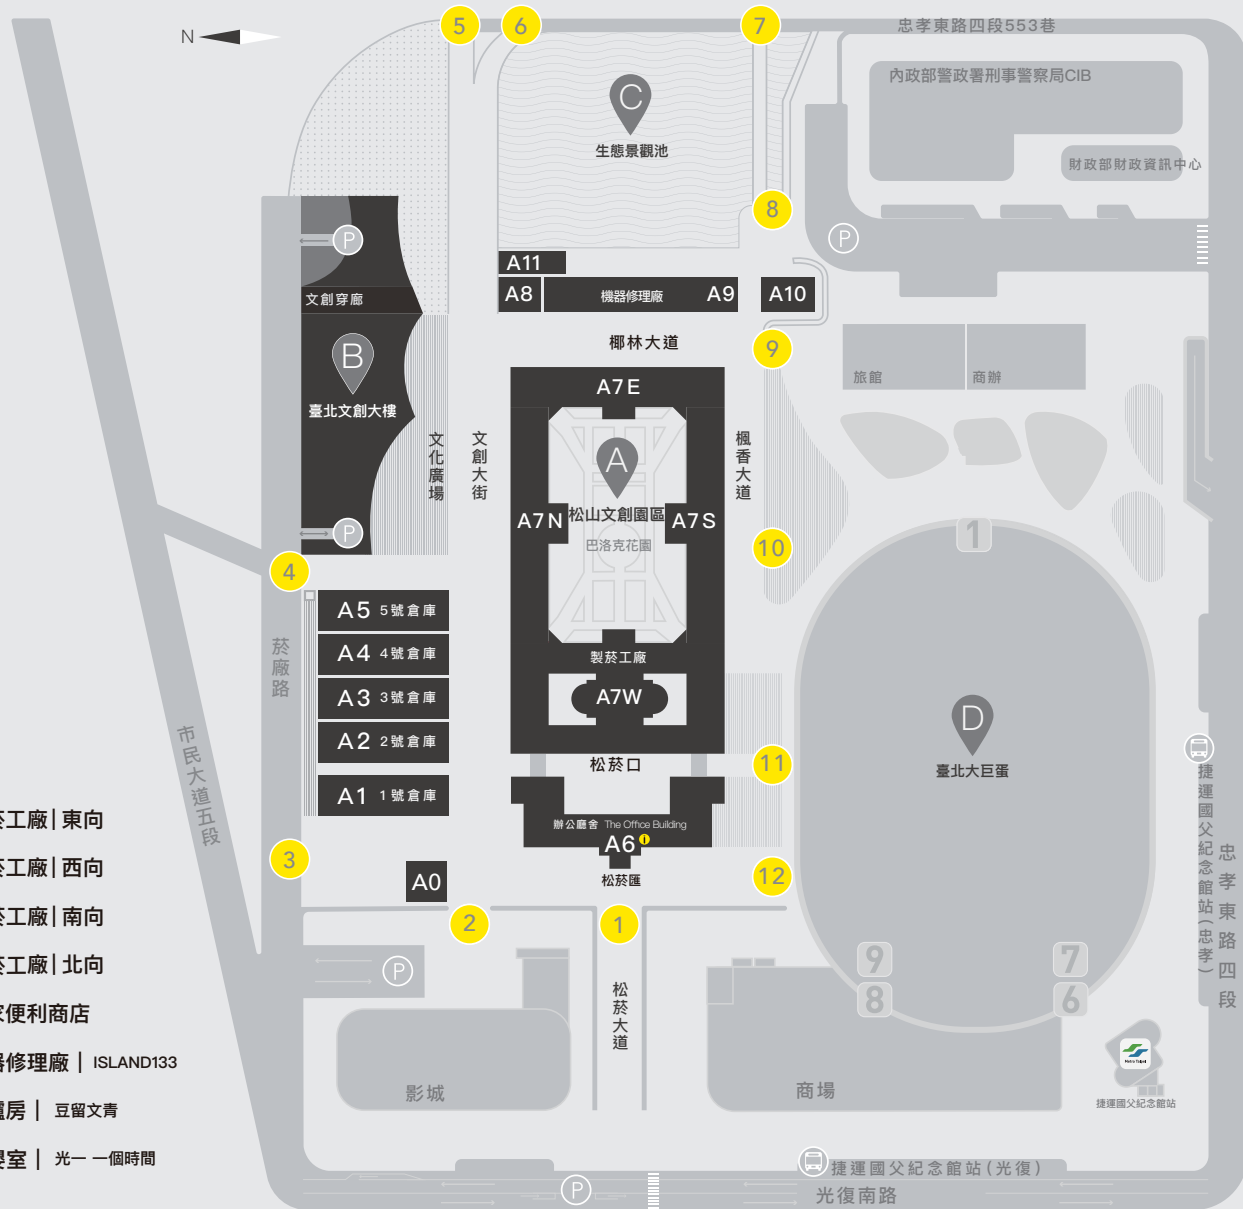 5
6
7
忠孝東路四段553巷
N
內政部警政署刑事警察局CIB
C
生態景觀池
財政部財政資訊中心
8
P
P
A11
A8
機器修理廠 A9
A10
文創穿廊
椰林大道
9
B
臺北文創大樓
旅館
商辦
A7E
文化廣場
文創大街
楓香大道
A
松山文創園區
巴洛克花園
A7N
A7S
P
10
1
4
A5 5號倉庫
A4 4號倉庫
A3 3號倉庫
A2 2號倉庫
A1 1號倉庫
菸廠路
市民大道五段
製菸工廠
A7W
D
臺北大巨蛋
松菸口
11
辦公廳舍 The Office Building
A6 i
松菸匯
12
捷運國父紀念館站(忠孝)
忠孝東路四段
工廠|東向
工廠|西向
工廠|南向
工廠|北向
便利商店
修理廠 | ISLAND133
房 | 豆留文青
室 | 光一 一個時間
3
A0
2
1
P
松菸大道
9
7
8
6
影城
商場
Metro Taipei
捷運國父紀念館站
捷運國父紀念館站(光復)
P
光復南路